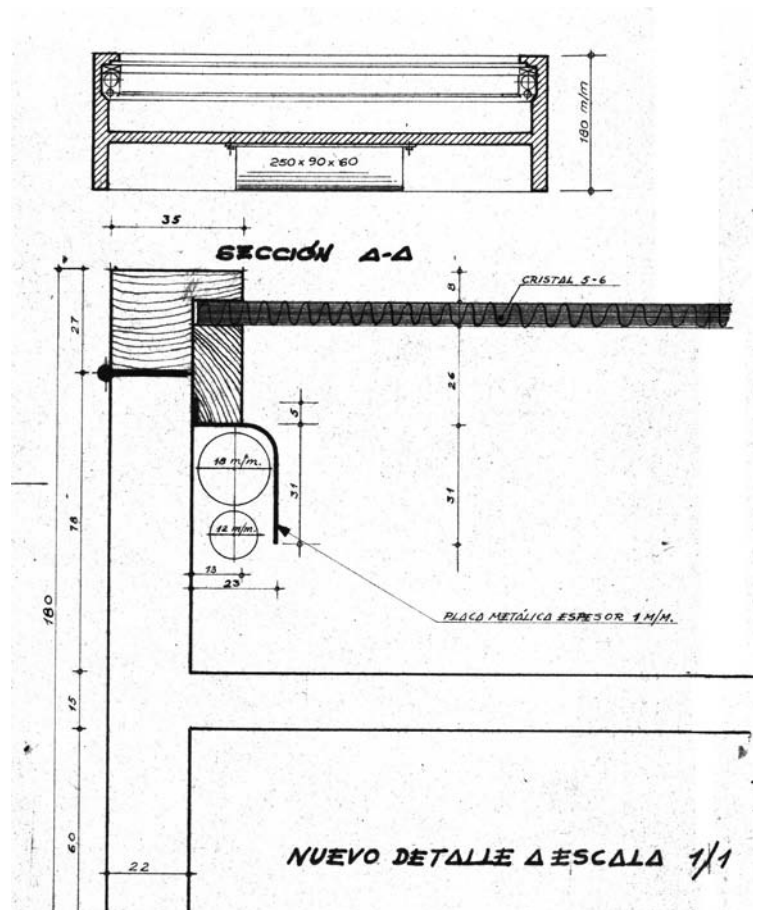 180 m/m
250 x 90 x 60
35
SECCIÓN A-A
8
CRISTAL 5-6
27
26
5
18 m/m.
31
31
12 m/m.
78
13
23
180
PLACA METÁLICA ESPESOR 1 M/M.
15
60
22
NUEVO DETALLE A ESCALA 1/1